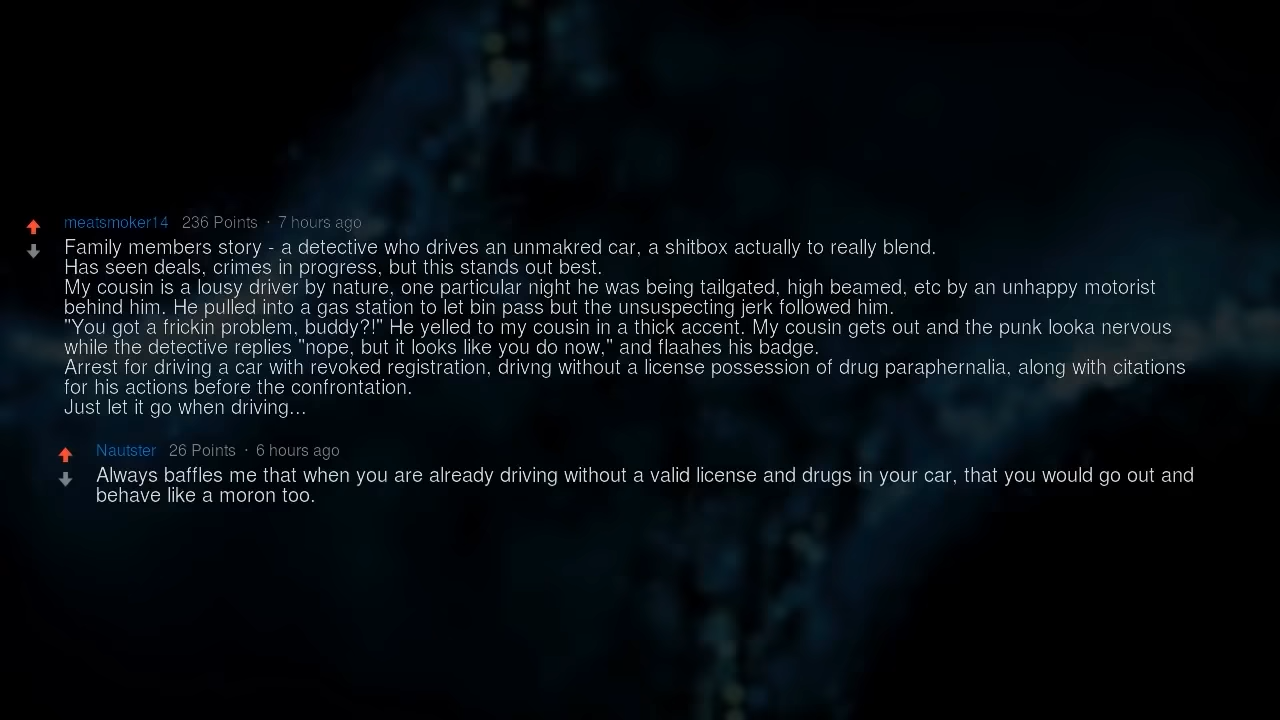 meatsmoker14 236 Points · 7 hours ago
Family members story - a detective who drives an unmakred car, a shitbox actually to really blend.
Has seen deals, crimes in progress, but this stands out best.
My cousin is a lousy driver by nature, one particular night he was being tailgated, high beamed, etc by an unhappy motorist
behind him. He pulled into a gas station to let bin pass but the unsuspecting jerk followed him.
"You got a frickin problem, buddy?!" He yelled to my cousin in a thick accent. My cousin gets out and the punk looka nervous
while the detective replies "nope, but it looks like you do now," and flaahes his badge.
Arrest for driving a car with revoked registration, drivng without a license possession of drug paraphernalia, along with citations
for his actions before the confrontation.
Just let it go when driving...
Nautster 26 Points · 6 hours ago
Always baffles me that when you are already driving without a valid license and drugs in your car, that you would go out and
behave like a moron too.